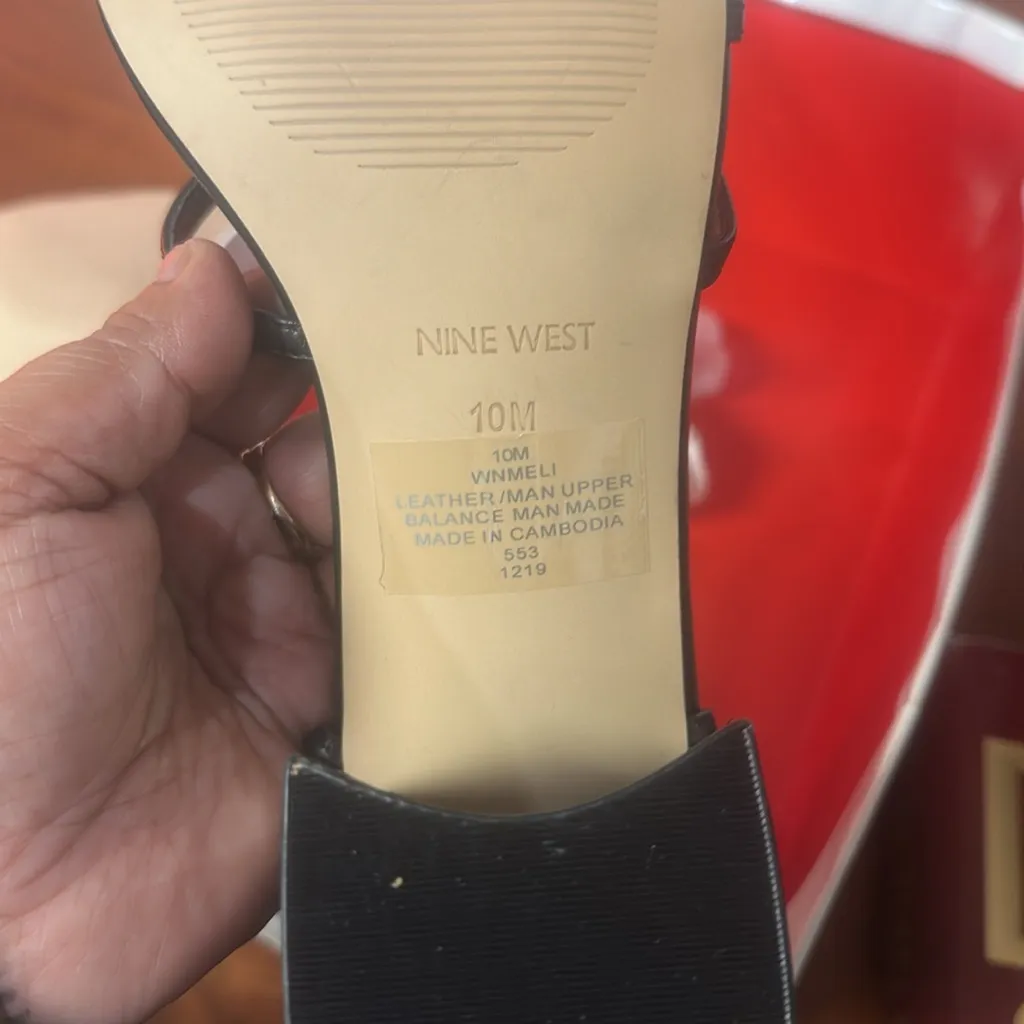 NINE WEST
10M
10M
WNMELI
LEATHER/MAN UPPER
BALANCE MAN MADE
MADE IN CAMBODIA
553
1219